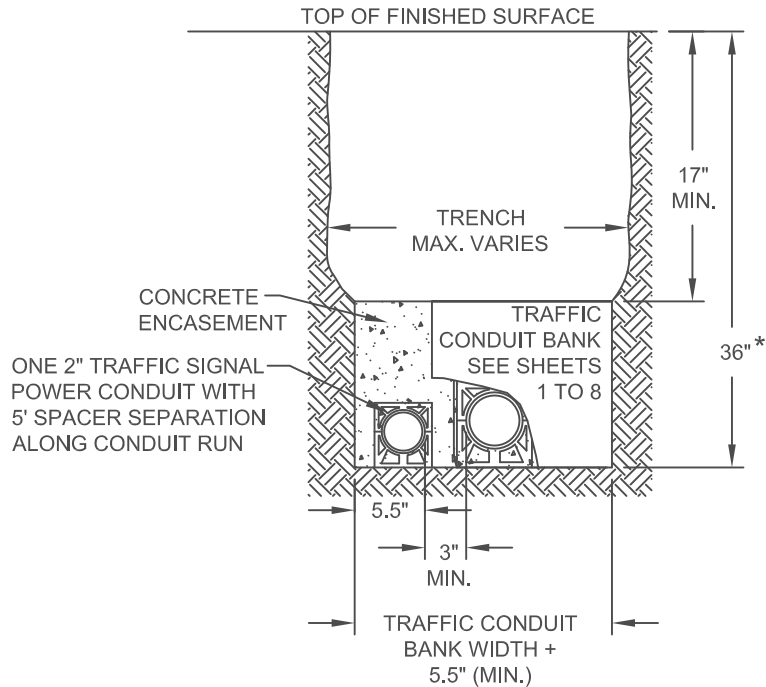 TOP OF FINISHED SURFACE
17"
MIN.
TRENCH
MAX. VARIES
CONCRETE
ENCASEMENT
TRAFFIC
CONDUIT BANK
SEE SHEETS
1 TO 8
36"*
ONE 2" TRAFFIC SIGNAL
POWER CONDUIT WITH
5' SPACER SEPARATION
ALONG CONDUIT RUN
5.5"
3"
MIN.
TRAFFIC CONDUIT
BANK WIDTH +
5.5" (MIN.)